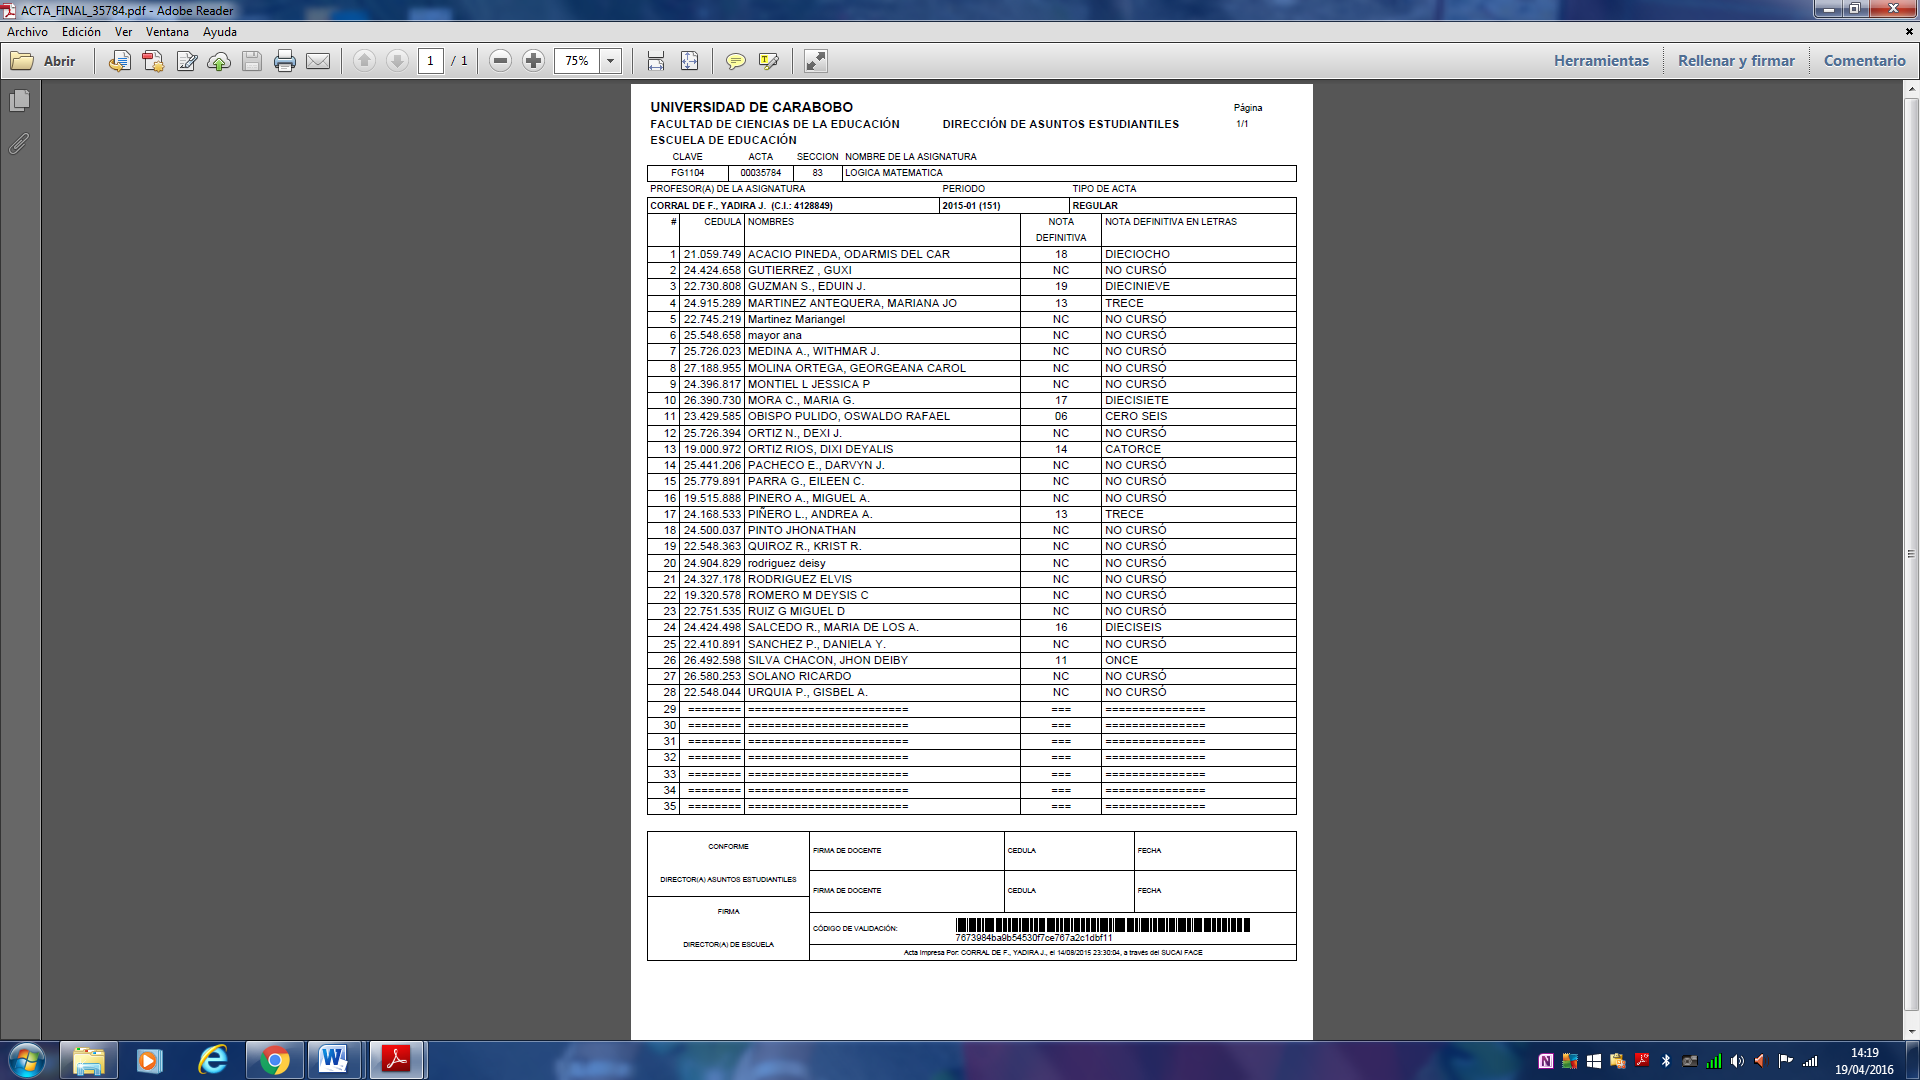 ACTA_FINAL_35784.pdf - Adobe Reader
Archivo Edición Ver Ventana Ayuda
Abrir 1 / 1 75% Herramientas Rellenar y firmar Comentario
UNIVERSIDAD DE CARABOBO Página
FACULTAD DE CIENCIAS DE LA EDUCACIÓN DIRECCIÓN DE ASUNTOS ESTUDIANTILES 1/1
ESCUELA DE EDUCACIÓN
CLAVE ACTA SECCION NOMBRE DE LA ASIGNATURA
FG1104 00035784 83 LOGICA MATEMATICA
PROFESOR(A) DE LA ASIGNATURA PERIODO TIPO DE ACTA
CORRAL DE F., YADIRA J. (C.I.: 4128849) 2015-01 (151) REGULAR
# CEDULA NOMBRES NOTA DEFINITIVA NOTA DEFINITIVA EN LETRAS
1 21.059.749 ACACIO PINEDA, ODARMIS DEL CAR 18 DIECIOCHO
2 24.424.658 GUTIERREZ , GUXI NC NO CURSÓ
3 22.730.808 GUZMAN S., EDUIN J. 19 DIECINIEVE
4 24.915.289 MARTINEZ ANTEQUERA, MARIANA JO 13 TRECE
5 22.745.219 Martinez Mariangel NC NO CURSÓ
6 25.548.658 mayor ana NC NO CURSÓ
7 25.726.023 MEDINA A., WITHMAR J. NC NO CURSÓ
8 27.188.955 MOLINA ORTEGA, GEORGEANA CAROL NC NO CURSÓ
9 24.396.817 MONTIEL L JESSICA P NC NO CURSÓ
10 26.390.730 MORA C., MARIA G. 17 DIECISIETE
11 23.429.585 OBISPO PULIDO, OSWALDO RAFAEL 06 CERO SEIS
12 25.726.394 ORTIZ N., DEXI J. NC NO CURSÓ
13 19.000.972 ORTIZ RIOS, DIXI DEYALIS 14 CATORCE
14 25.441.206 PACHECO E., DARVYN J. NC NO CURSÓ
15 25.779.891 PARRA G., EILEEN C. NC NO CURSÓ
16 19.515.888 PINERO A., MIGUEL A. NC NO CURSÓ
17 24.168.533 PIÑERO L., ANDREA A. 13 TRECE
18 24.500.037 PINTO JHONATHAN NC NO CURSÓ
19 22.548.363 QUIROZ R., KRIST R. NC NO CURSÓ
20 24.904.829 rodriguez deisy NC NO CURSÓ
21 24.327.178 RODRIGUEZ ELVIS NC NO CURSÓ
22 19.320.578 ROMERO M DEYSIS C NC NO CURSÓ
23 22.751.535 RUIZ G MIGUEL D NC NO CURSÓ
24 24.424.498 SALCEDO R., MARIA DE LOS A. 16 DIECISEIS
25 22.410.891 SANCHEZ P., DANIELA Y. NC NO CURSÓ
26 26.492.598 SILVA CHACON, JHON DEIBY 11 ONCE
27 26.580.253 SOLANO RICARDO NC NO CURSÓ
28 22.548.044 URQUIA P., GISBEL A. NC NO CURSÓ
29 ======== ======================== === ===============
30 ======== ======================== === ===============
31 ======== ======================== === ===============
32 ======== ======================== === ===============
33 ======== ======================== === ===============
34 ======== ======================== === ===============
35 ======== ======================== === ===============
CONFORME FIRMA DE DOCENTE CEDULA FECHA
DIRECTOR(A) ASUNTOS ESTUDIANTILES FIRMA DE DOCENTE CEDULA FECHA
FIRMA
CÓDIGO DE VALIDACIÓN:
7673984ba9b54530f7ce767a2c1dbf11
DIRECTOR(A) DE ESCUELA
Acta Impresa Por: CORRAL DE F., YADIRA J., el 14/08/2015 23:30:04, a través del SUCAI FACE
14:19
19/04/2016